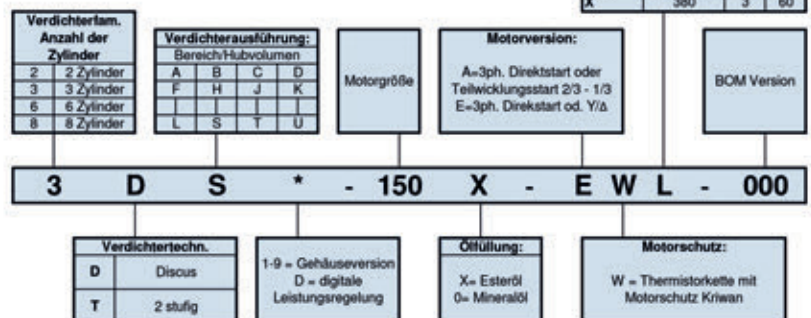 X 380 3 60
Verdichterfam.
Anzahl der
Zylinder
2 2 Zylinder
3 3 Zylinder
6 6 Zylinder
8 8 Zylinder
Verdichterausführung:
Bereich/Hubvolumen
A B C D
F H J K
L S T U
Motorgröße
Motorversion:
A=3ph. Direktstart oder
Teilwicklungsstart 2/3 - 1/3
E=3ph. Direkstart od. Y/Δ
BOM Version
3 D S * - 150 X - E W L - 000
Verdichtertechn.
D Discus
T 2 stufig
1-9 = Gehäuseversion
D = digitale
Leistungsregelung
Ölfüllung:
X= Esteröl
0= Mineralöl
Motorschutz:
W = Thermistorkette mit
Motorschutz Kriwan